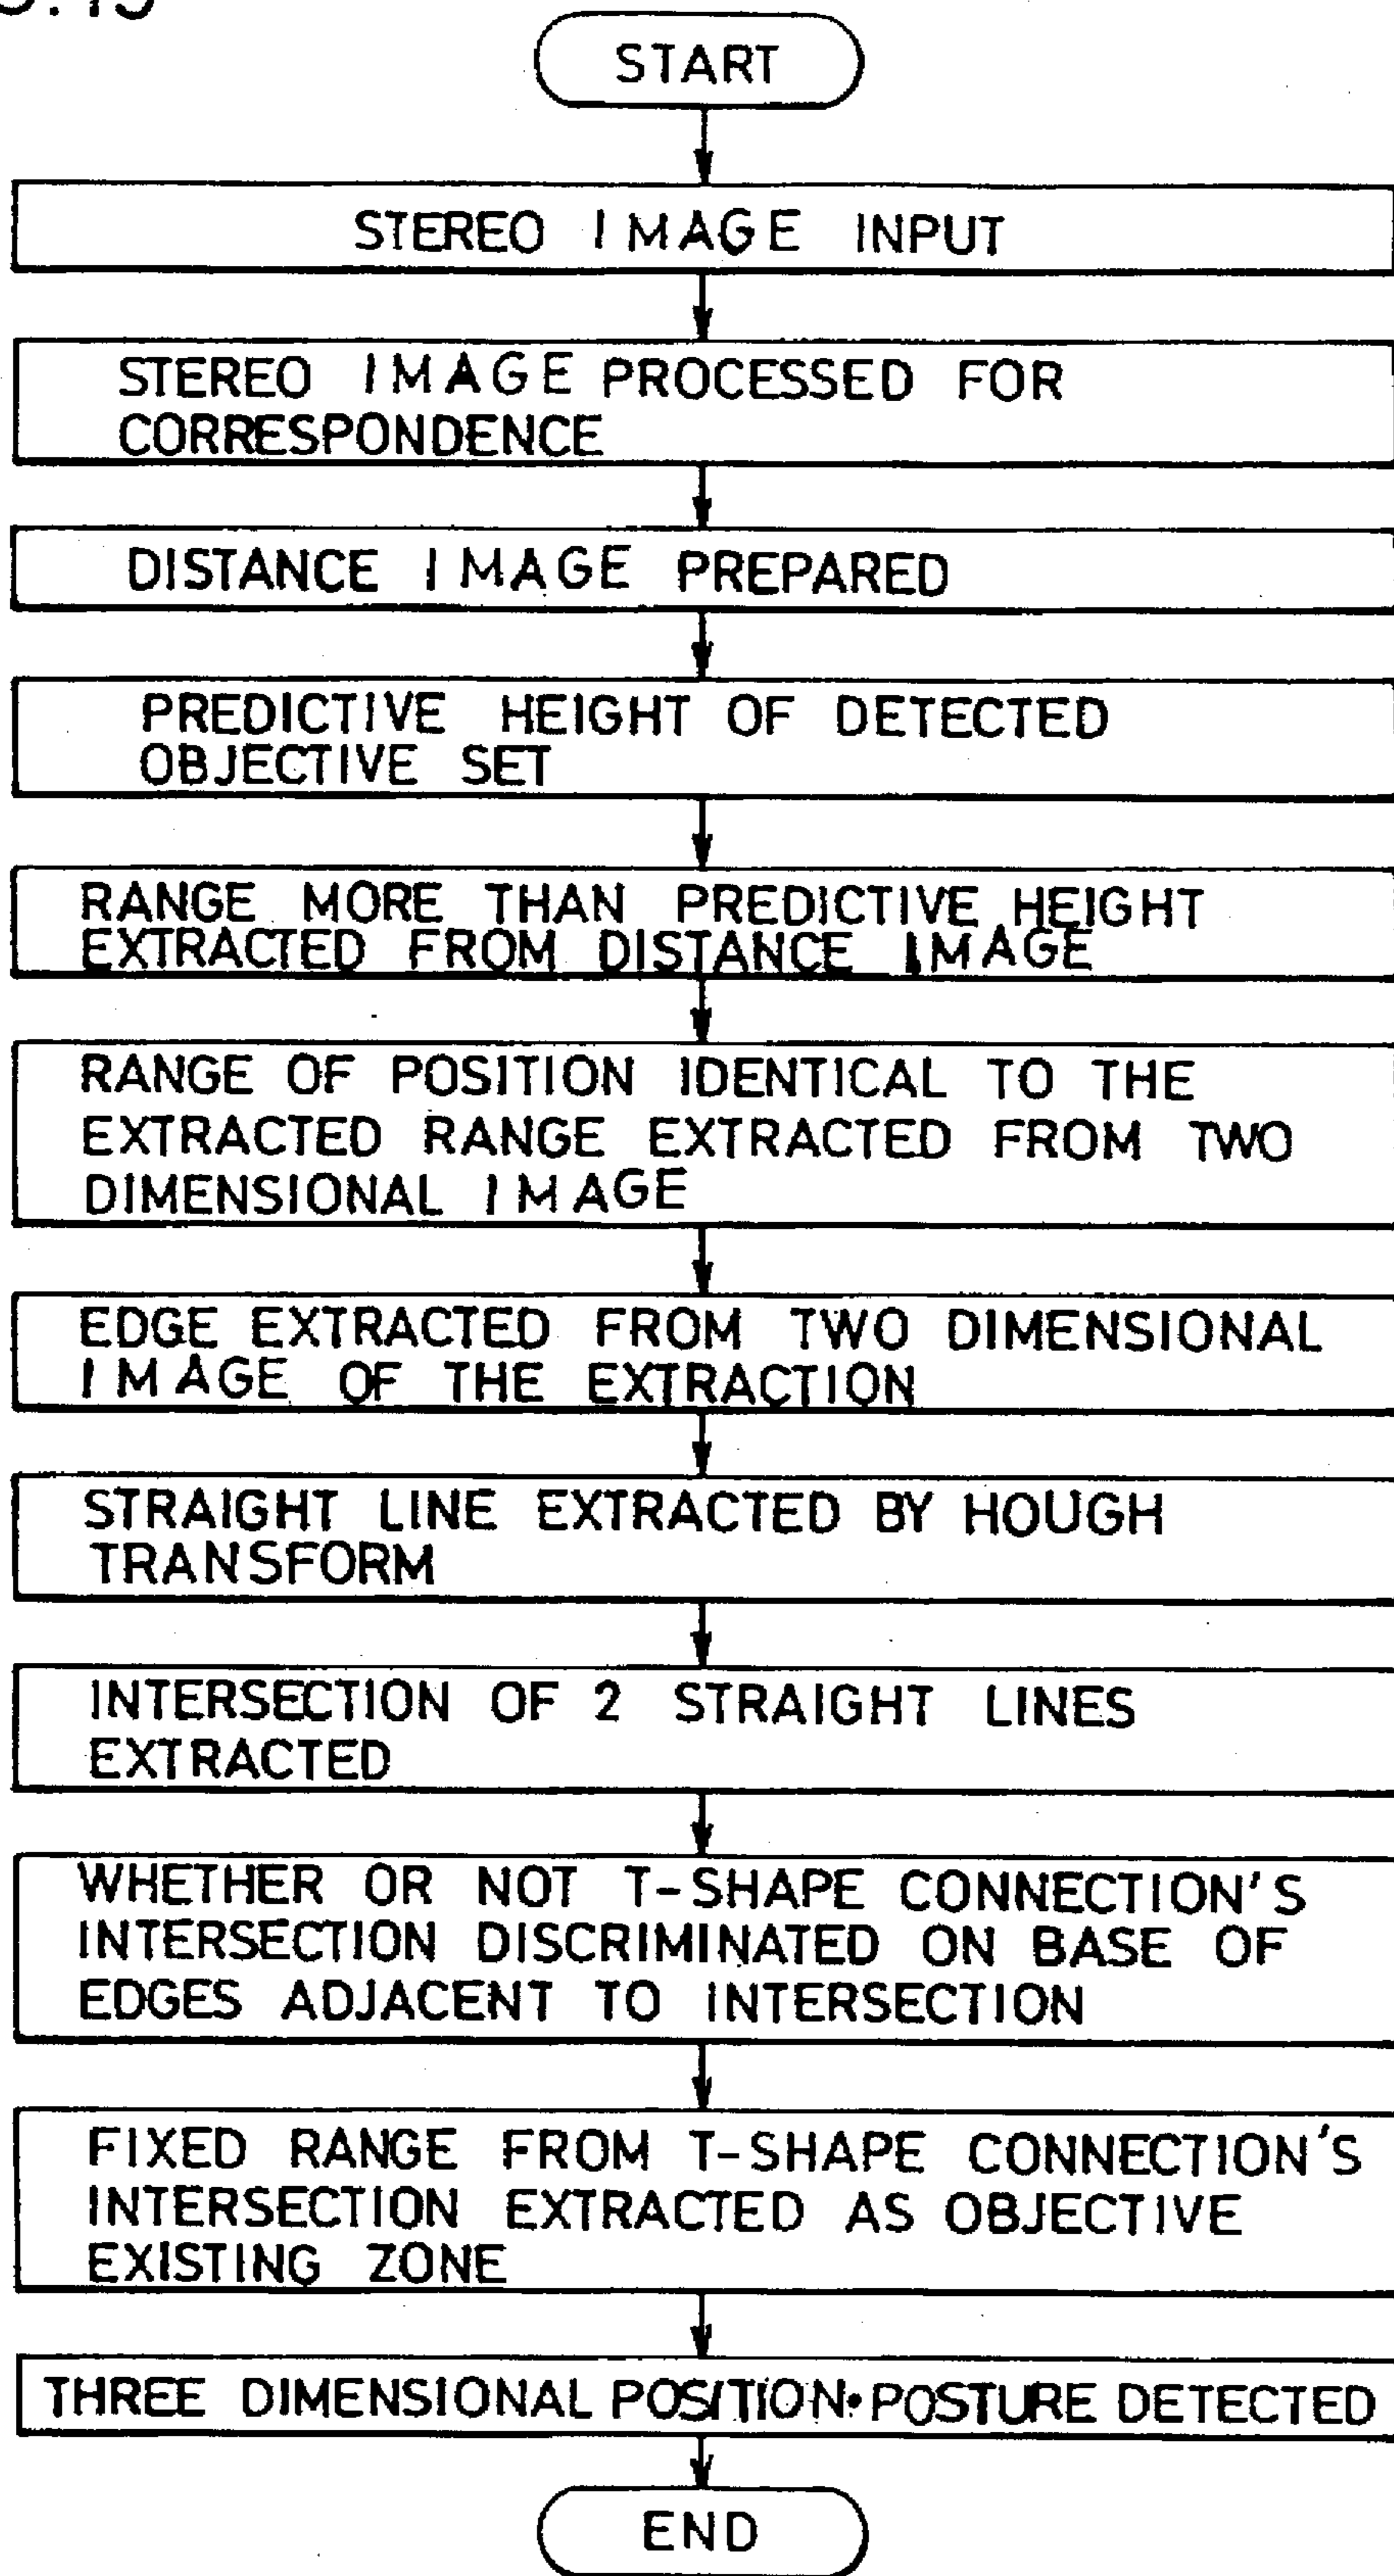 START
STEREO IMAGE INPUT
STEREO IMAGE PROCESSED FOR
CORRESPONDENCE
DISTANCE IMAGE PREPARED
PREDICTIVE HEIGHT OF DETECTED
OBJECTIVE SET
RANGE MORE THAN PREDICTIVE HEIGHT
EXTRACTED FROM DISTANCE IMAGE
RANGE OF POSITION IDENTICAL TO THE
EXTRACTED RANGE EXTRACTED FROM TWO
DIMENSIONAL IMAGE
EDGE EXTRACTED FROM TWO DIMENSIONAL
IMAGE OF THE EXTRACTION
STRAIGHT LINE EXTRACTED BY HOUGH
TRANSFORM
INTERSECTION OF 2 STRAIGHT LINES
EXTRACTED
WHETHER OR NOT T-SHAPE CONNECTION'S
INTERSECTION DISCRIMINATED ON BASE OF
EDGES ADJACENT TO INTERSECTION
FIXED RANGE FROM T-SHAPE CONNECTION'S
INTERSECTION EXTRACTED AS OBJECTIVE
EXISTING ZONE
THREE DIMENSIONAL POSITION•POSTURE DETECTED
END